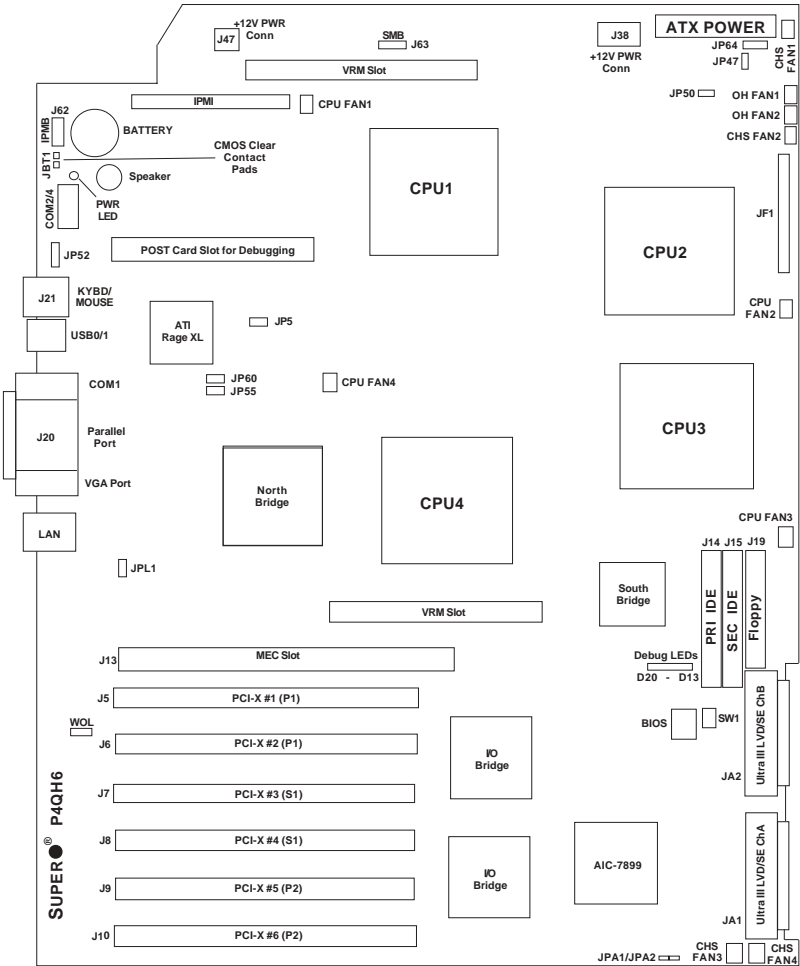 +12V PWR
Conn
J47
SMB
J63
VRM Slot
J38
+12V PWR
Conn
ATX POWER
JP64
JP47
CHS
FAN1
IPMI
CPU FAN1
JP50
OH FAN1
OH FAN2
CHS FAN2
J62
IPMB
BATTERY
CMOS Clear
Contact
Pads
JBT1
Speaker
PWR
LED
COM2/4
CPU1
CPU2
JF1
JP52
POST Card Slot for Debugging
J21
KYBD/
MOUSE
USB0/1
ATI
Rage XL
JP5
CPU
FAN2
JP60
JP55
CPU FAN4
COM1
J20
Parallel
Port
VGA Port
CPU3
North
Bridge
CPU4
LAN
CPU FAN3
J14
J15
J19
JPL1
South
Bridge
PRI IDE
SEC IDE
Floppy
VRM Slot
J13
MEC Slot
Debug LEDs
D20 - D13
J5
PCI-X #1 (P1)
WOL
J6
PCI-X #2 (P1)
I/O
Bridge
BIOS
SW1
JA2
Ultra III LVD/SE ChB
J7
PCI-X #3 (S1)
J8
PCI-X #4 (S1)
I/O
Bridge
AIC-7899
JA1
Ultra III LVD/SE ChA
J9
PCI-X #5 (P2)
J10
PCI-X #6 (P2)
SUPER● ® P4QH6
JPA1/JPA2
CHS
FAN3
CHS
FAN4